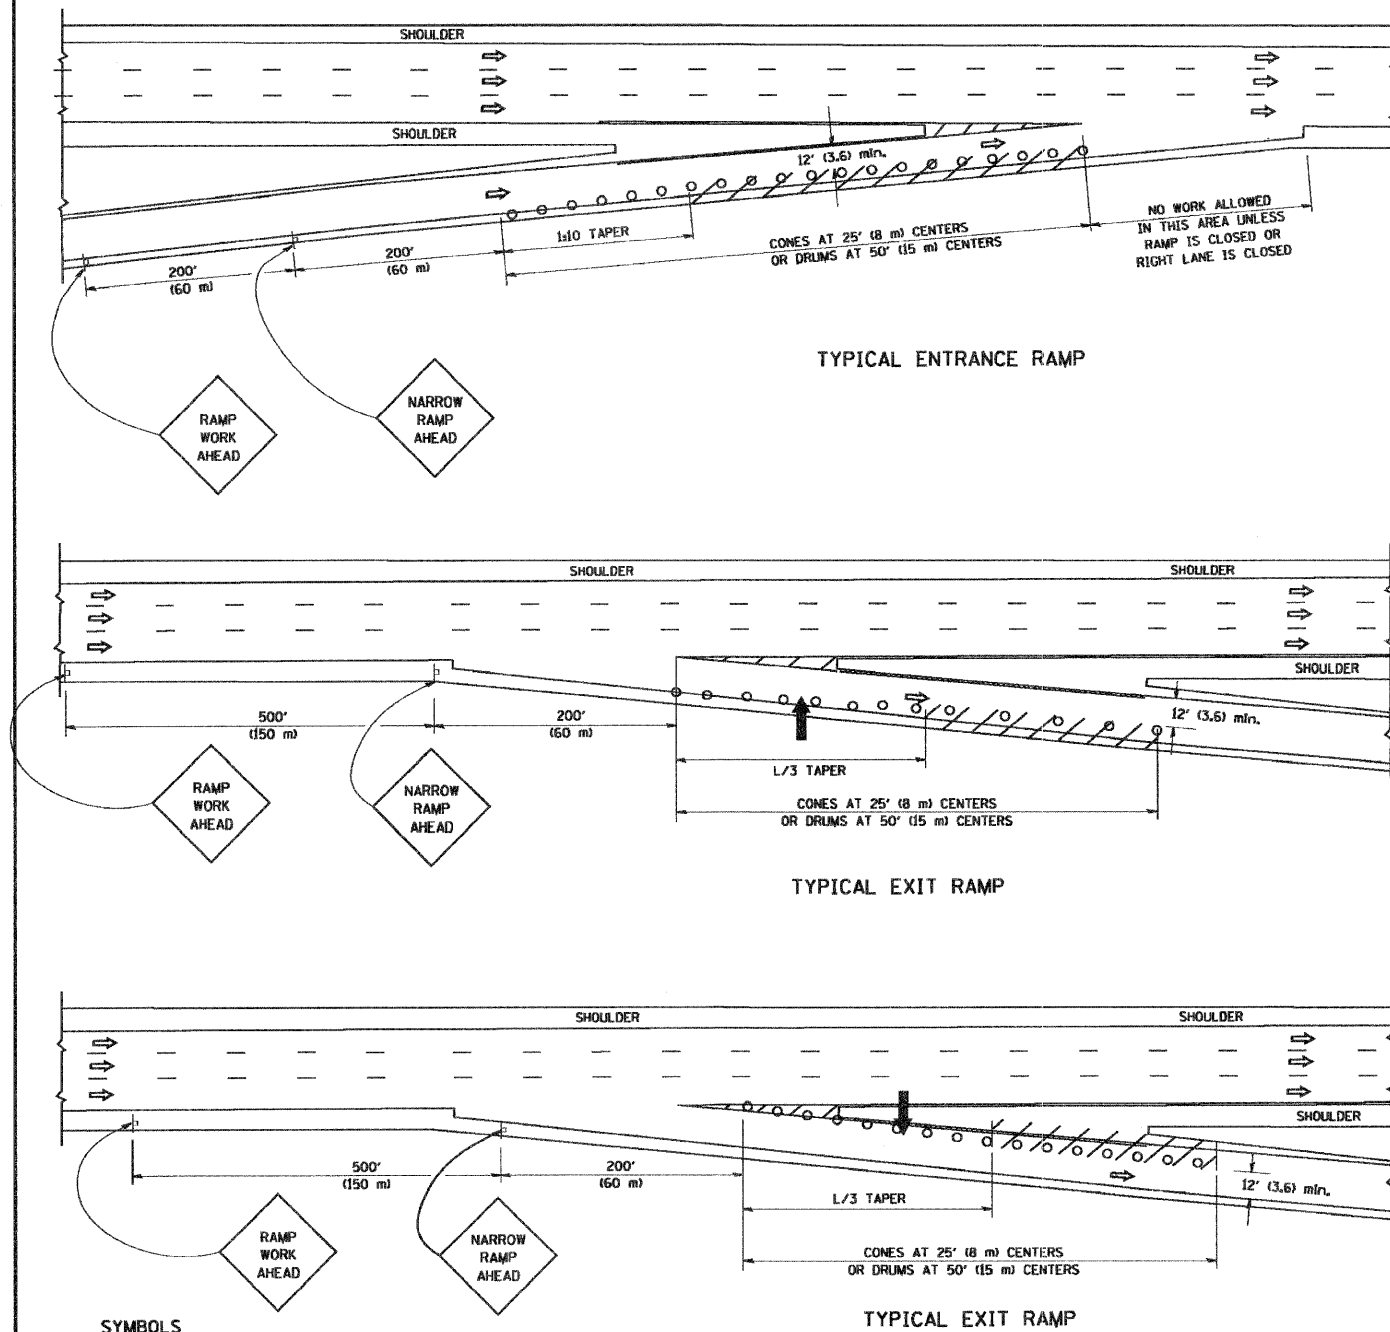 SHOULDER
SHOULDER
12' (3.6) min.
1:10 TAPER
200'
(60 m)
200'
(60 m)
CONES AT 25' (8 m) CENTERS
OR DRUMS AT 50' (15 m) CENTERS
NO WORK ALLOWED
IN THIS AREA UNLESS
RAMP IS CLOSED OR
RIGHT LANE IS CLOSED
TYPICAL ENTRANCE RAMP
RAMP
WORK
AHEAD
NARROW
RAMP
AHEAD
SHOULDER
SHOULDER
SHOULDER
500'
(150 m)
200'
(60 m)
12' (3.6) min.
L/3 TAPER
RAMP
WORK
AHEAD
NARROW
RAMP
AHEAD
CONES AT 25' (8 m) CENTERS
OR DRUMS AT 50' (15 m) CENTERS
TYPICAL EXIT RAMP
SHOULDER
SHOULDER
SHOULDER
500'
(150 m)
200'
(60 m)
12' (3.6) min.
L/3 TAPER
RAMP
WORK
AHEAD
NARROW
RAMP
AHEAD
CONES AT 25' (8 m) CENTERS
OR DRUMS AT 50' (15 m) CENTERS
TYPICAL EXIT RAMP
SYMBOLS